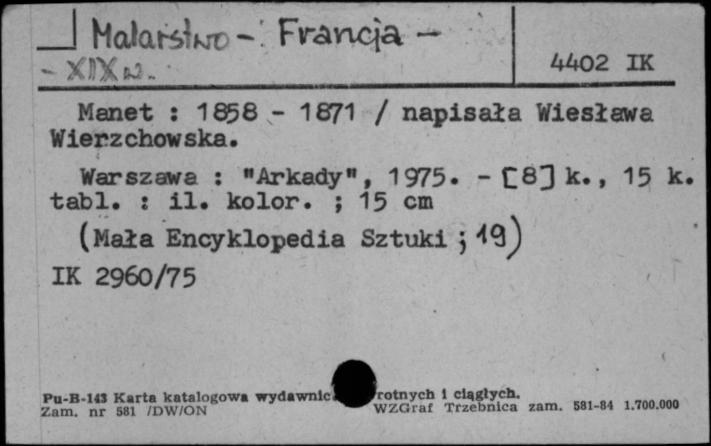 Malarstwo - Francja -
- XIX w.
4402 IK
Manet : 1858 - 1871 / napisała Wiesława
Wierzchowska.
Warszawa : "Arkady", 1975. - [8] k., 15 k.
tabl. : il. kolor. ; 15 cm
(Mała Encyklopedia Sztuki ; 19)
IK 2960/75
Pu-B-143 Karta katalogowa wydawnic rotnych i ciągłych.
Zam. nr 581 /DW/ON WZGraf Trzebnica zam. 581-84 1.700.000